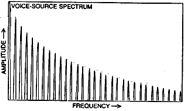 VOICE-SOURCE SPECTRUM
AMPLITUDE →
FREQUENCY →